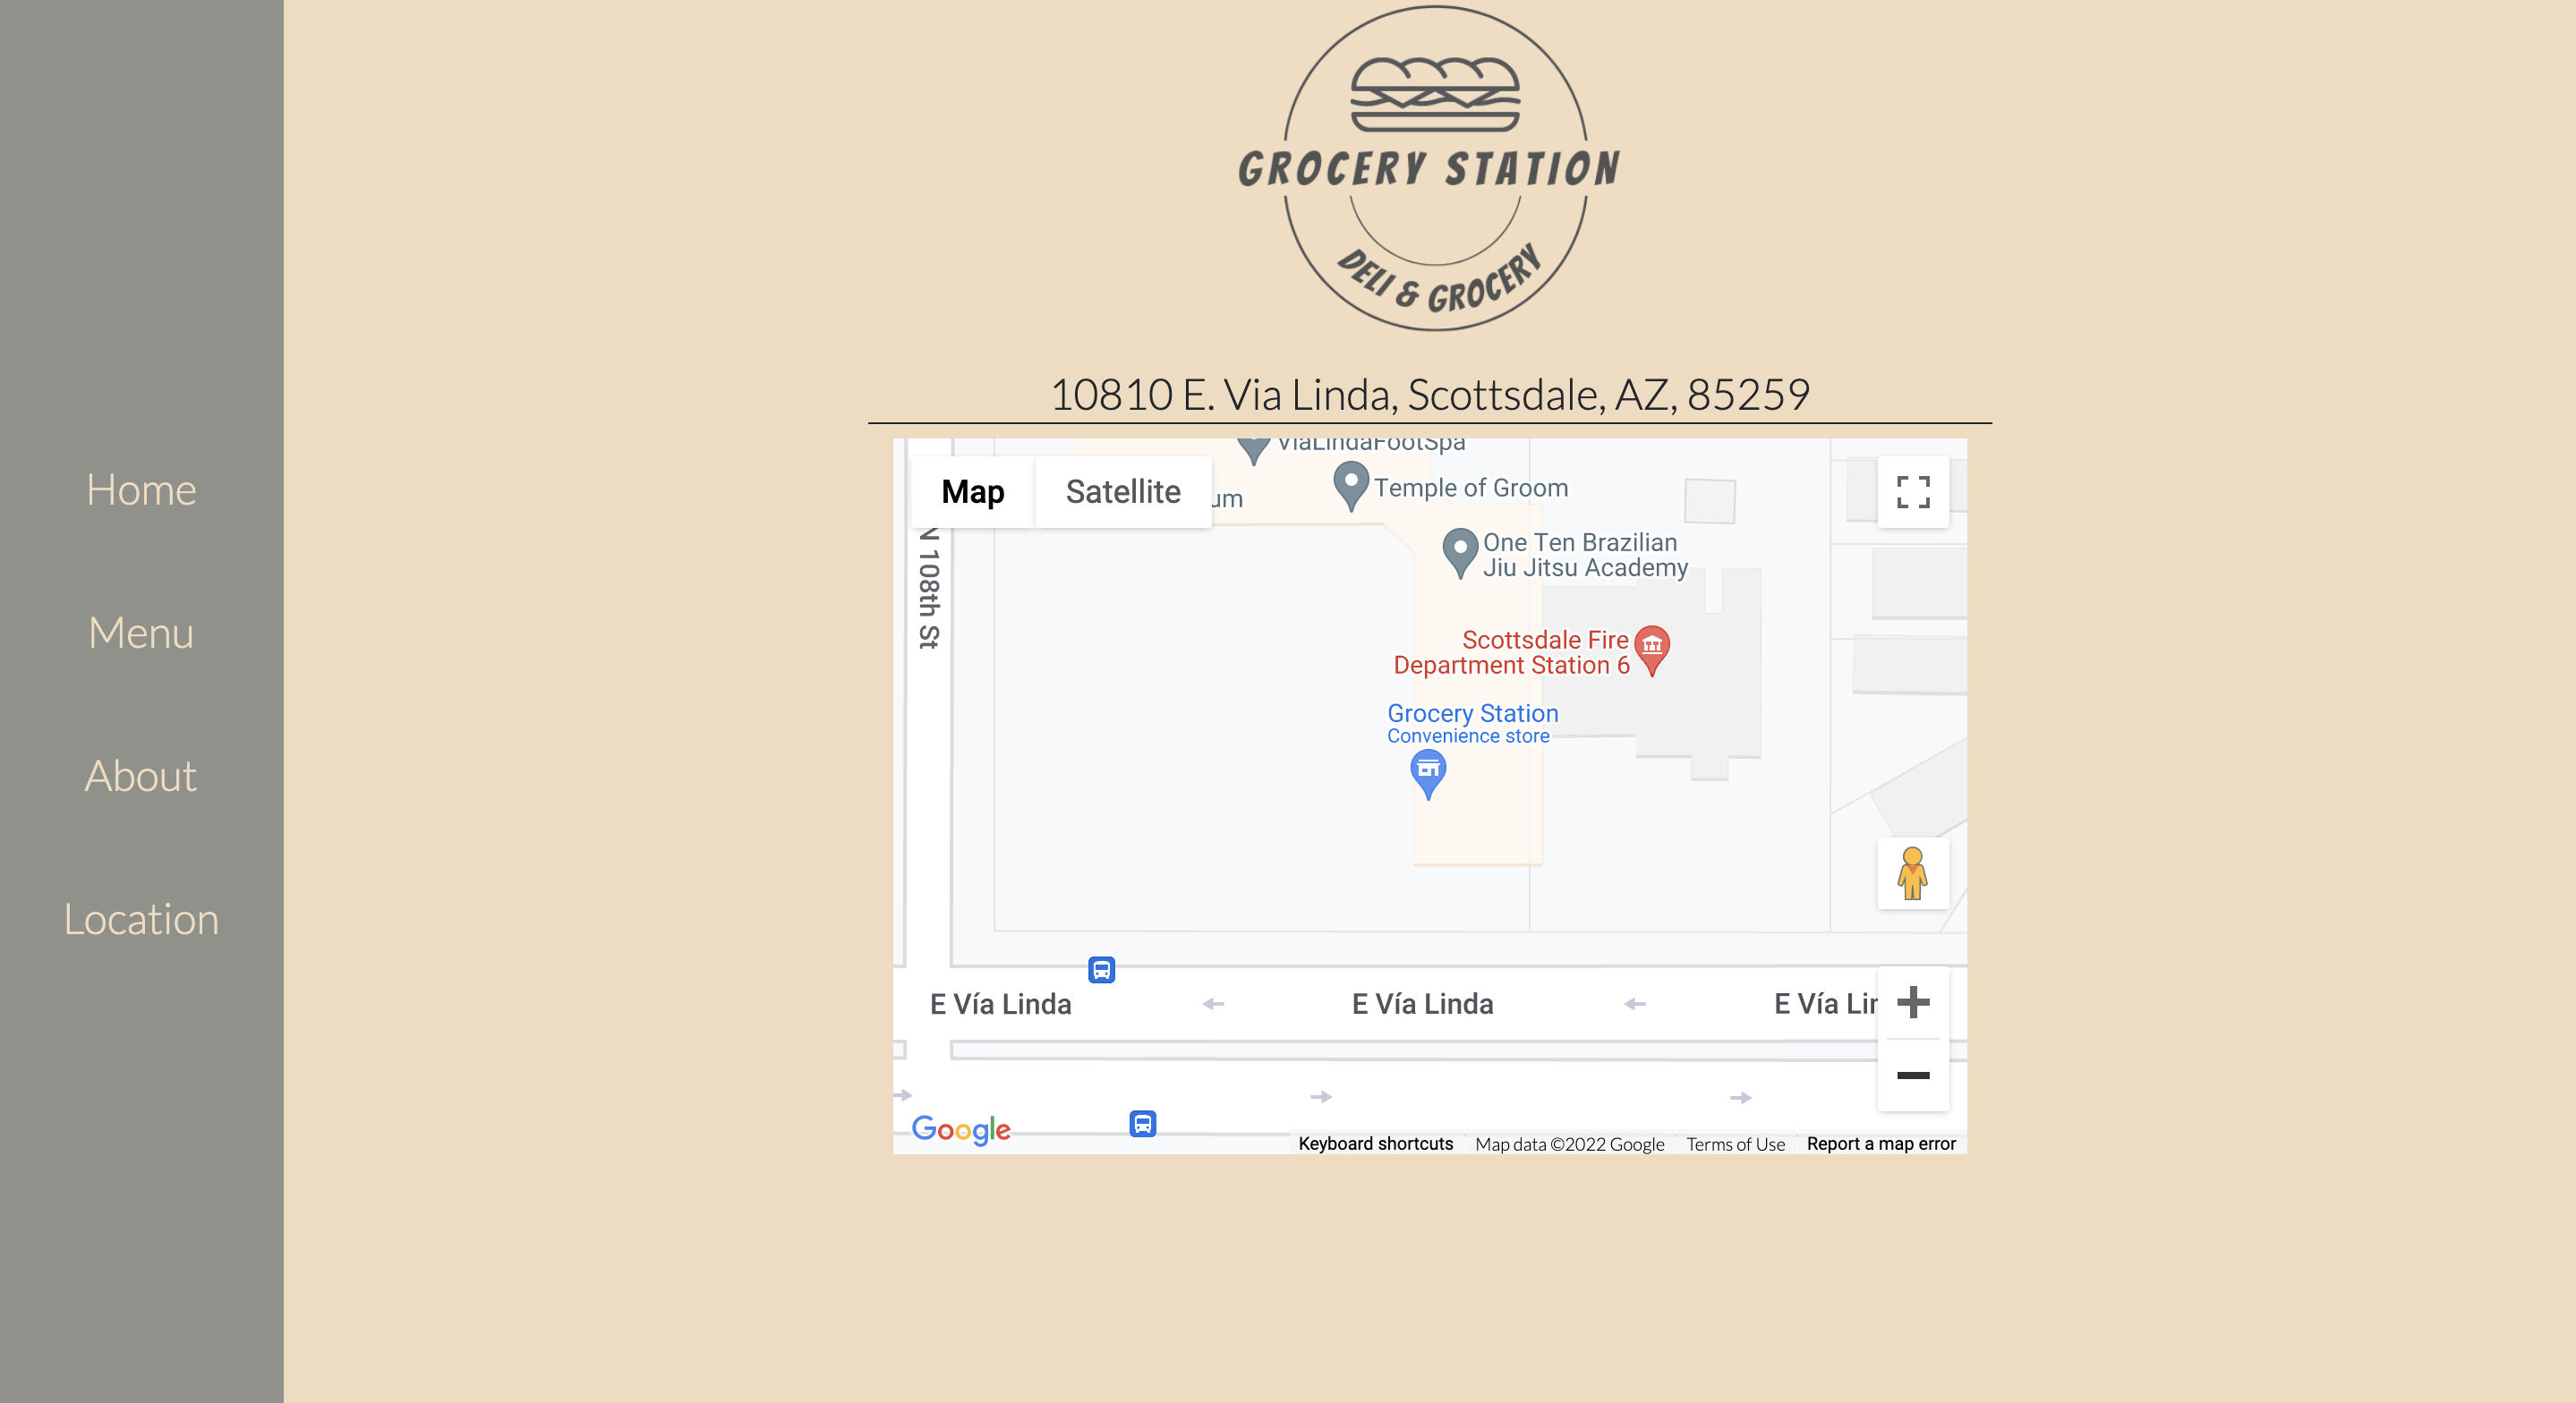 GROCERY STATION
DELI & GROCERY
10810 E. Via Linda, Scottsdale, AZ, 85259
Home
Menu
About
Location
ViaLindaFootSpa
Map
Satellite
um
Temple of Groom
One Ten Brazilian
Jiu Jitsu Academy
N 108th St
Scottsdale Fire
Department Station 6
Grocery Station
Convenience store
E Vía Linda
E Vía Linda
E Vía Lin
Google
Keyboard shortcuts
Map data ©2022 Google
Terms of Use
Report a map error